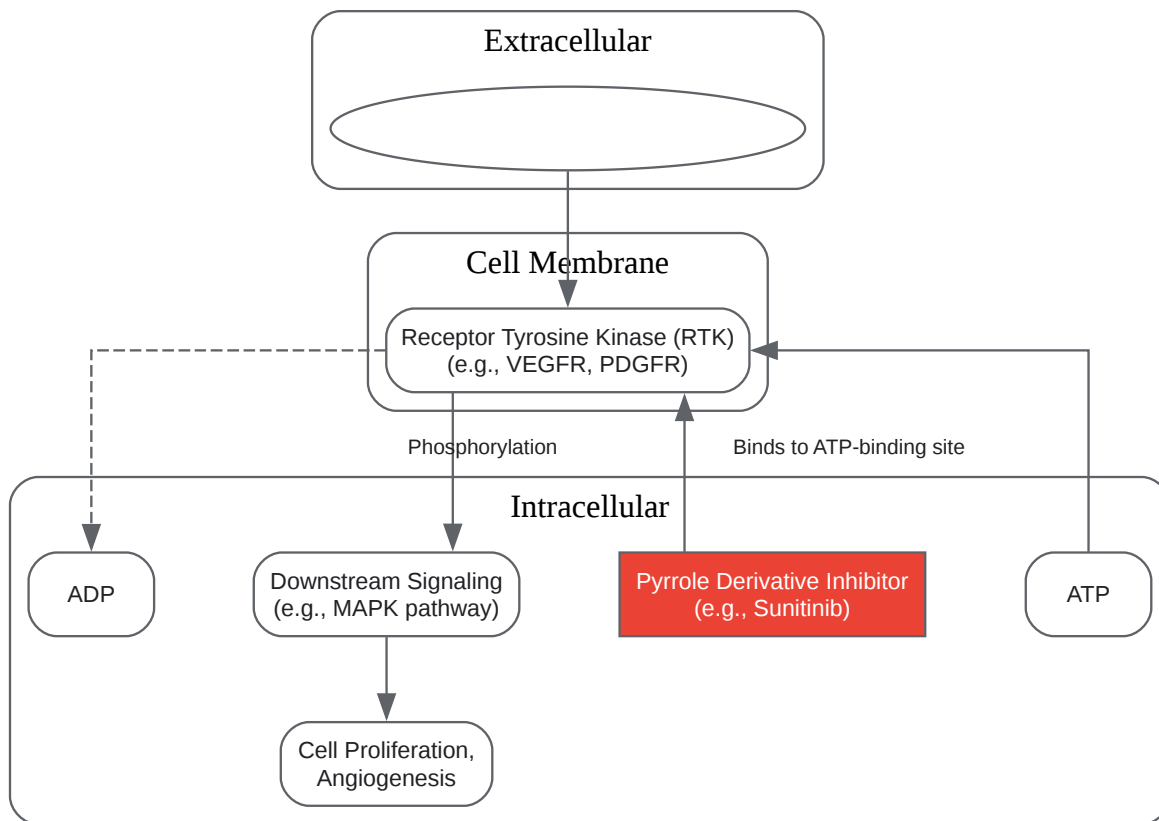 Extracellular
Cell Membrane
Receptor Tyrosine Kinase (RTK)
(e.g., VEGFR, PDGFR)
Phosphorylation
Binds to ATP-binding site
Intracellular
ADP
Downstream Signaling
(e.g., MAPK pathway)
Pyrrole Derivative Inhibitor
(e.g., Sunitinib)
ATP
Cell Proliferation,
Angiogenesis